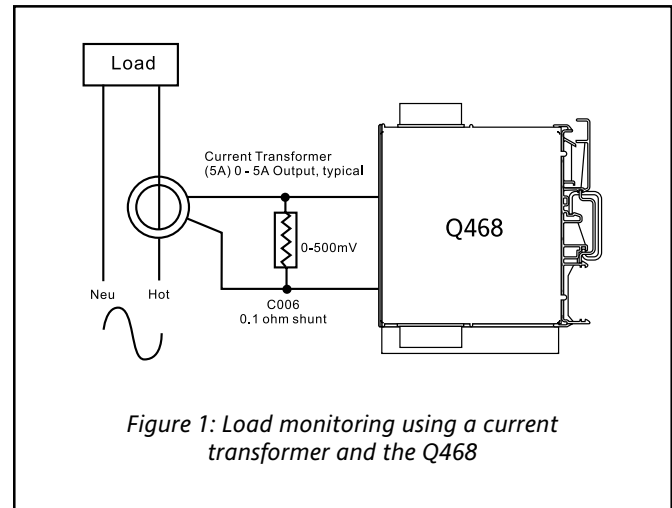 Load
Current Transformer
(5A) 0 - 5A Output, typical
Q468
0-500mV
Neu Hot
C006
0.1 ohm shunt
Figure 1: Load monitoring using a current
transformer and the Q468